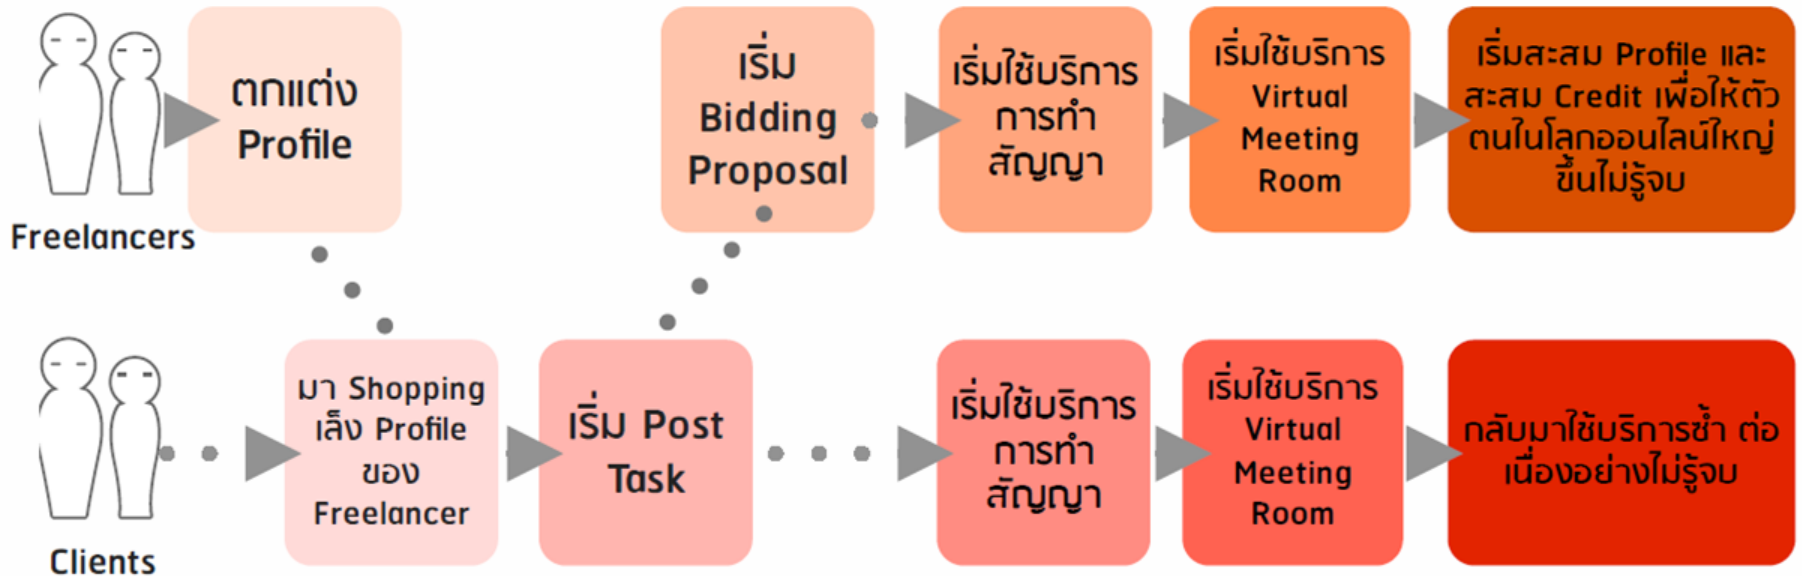 ตกแต่ง
Profile
เริ่ม
Bidding
Proposal
เริ่มใช้บริการ
การทำ
สัญญา
เริ่มใช้บริการ
Virtual
Meeting
Room
เริ่มสะสม Profile และ
สะสม Credit เพื่อให้ตัว
ตนในโลกออนไลน์ใหญ่
ขึ้นไม่รู้จบ
Freelancers
มา Shopping
เล็ง Profile
ของ
Freelancer
เริ่ม Post
Task
เริ่มใช้บริการ
การทำ
สัญญา
เริ่มใช้บริการ
Virtual
Meeting
Room
กลับมาใช้บริการซ้ำ ต่อ
เนื่องอย่างไม่รู้จบ
Clients